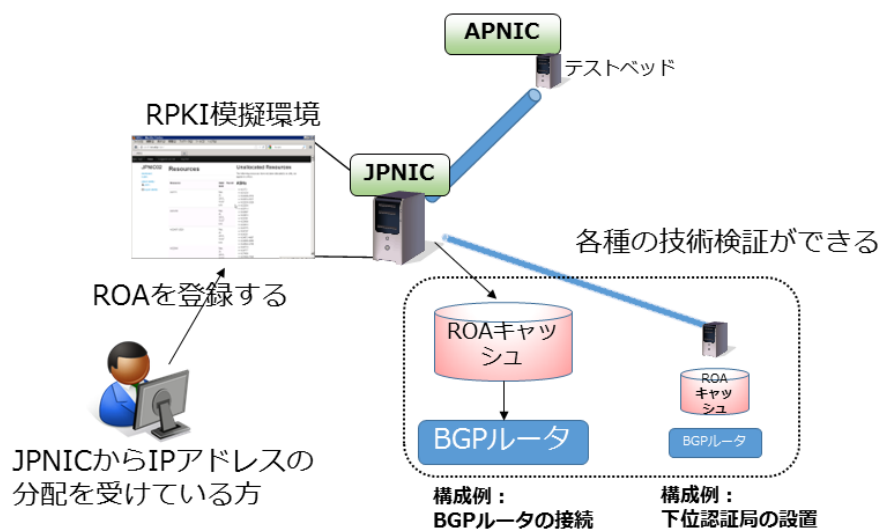 APNIC
テストベッド
RPKI模擬環境
JPNIC
Resources
各種の技術検証ができる
ROAを登録する
ROAキャッ
シュ
BGPルータ
ROA
キャッ
シュ
BGPルータ
JPNICからIPアドレスの
分配を受けている方
構成例：
BGPルータの接続
構成例：
下位認証局の設置